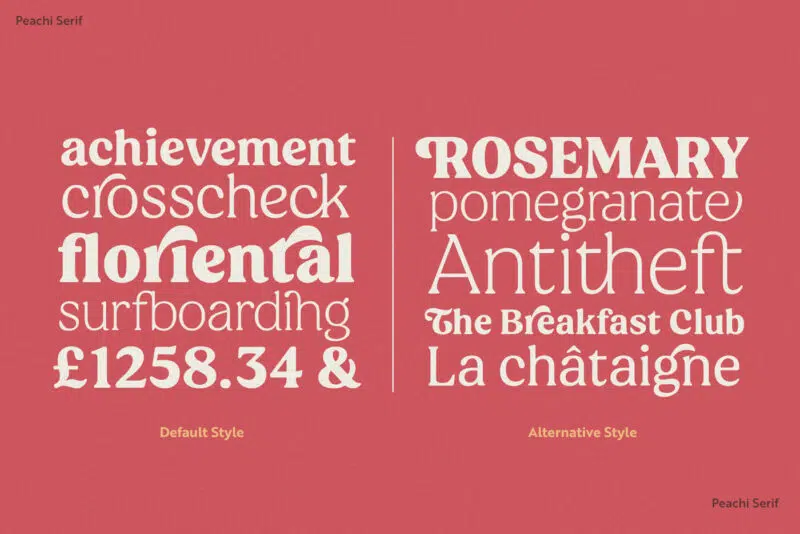 Peachi Serif
achievement
crosscheck
floriental
surfboarding
£1258.34 &
Default Style
ROSEMARY
pomegranate
Antitheft
The Breakfast Club
La châtaigne
Alternative Style
Peachi Serif